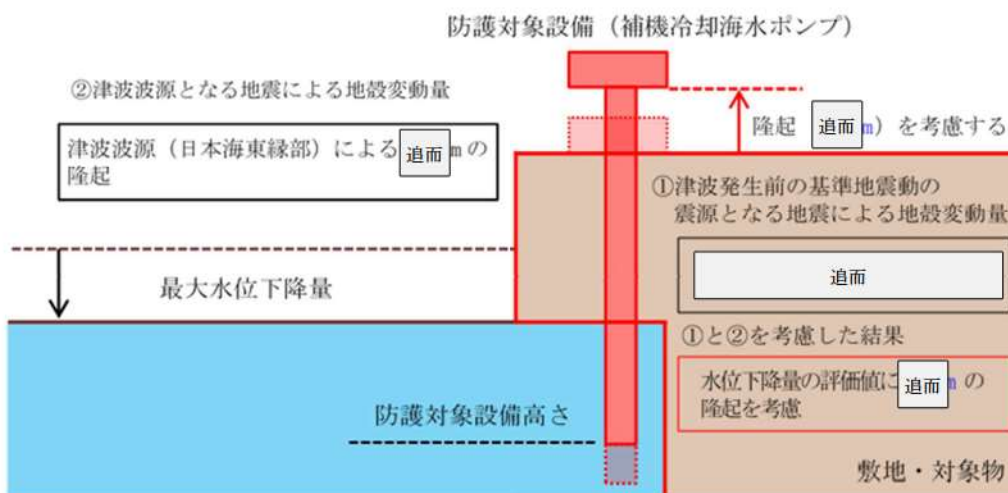 防護対象設備（補機冷却海水ポンプ）
②津波波源となる地震による地殻変動量
津波波源（日本海東縁部）による 追而 mの
隆起
隆起 追而 m）を考慮する
①津波発生前の基準地震動の
震源となる地震による地殻変動量
追而
最大水位下降量
①と②を考慮した結果
水位下降量の評価値に 追而 m の
隆起を考慮
防護対象設備高さ
敷地・対象物